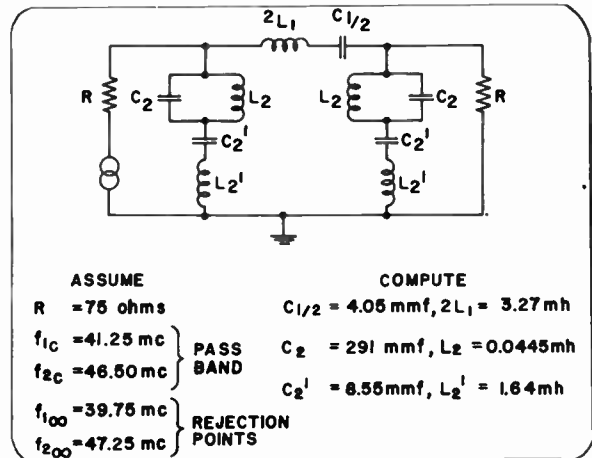 2L₁ C1/2
R C₂ L₂ L₂ C₂ R
C₂' C₂'
L₂' L₂'
ASSUME
R = 75 ohms
f1C = 41.25 mc
f2C = 46.50 mc
PASS BAND
f1∞ = 39.75 mc
f2∞ = 47.25 mc
REJECTION POINTS
COMPUTE
C1/2 = 4.05 mmf, 2L₁ = 3.27 mh
C₂ = 291 mmf, L₂ = 0.0445 mh
C₂' = 8.55 mmf, L₂' = 1.64 mh